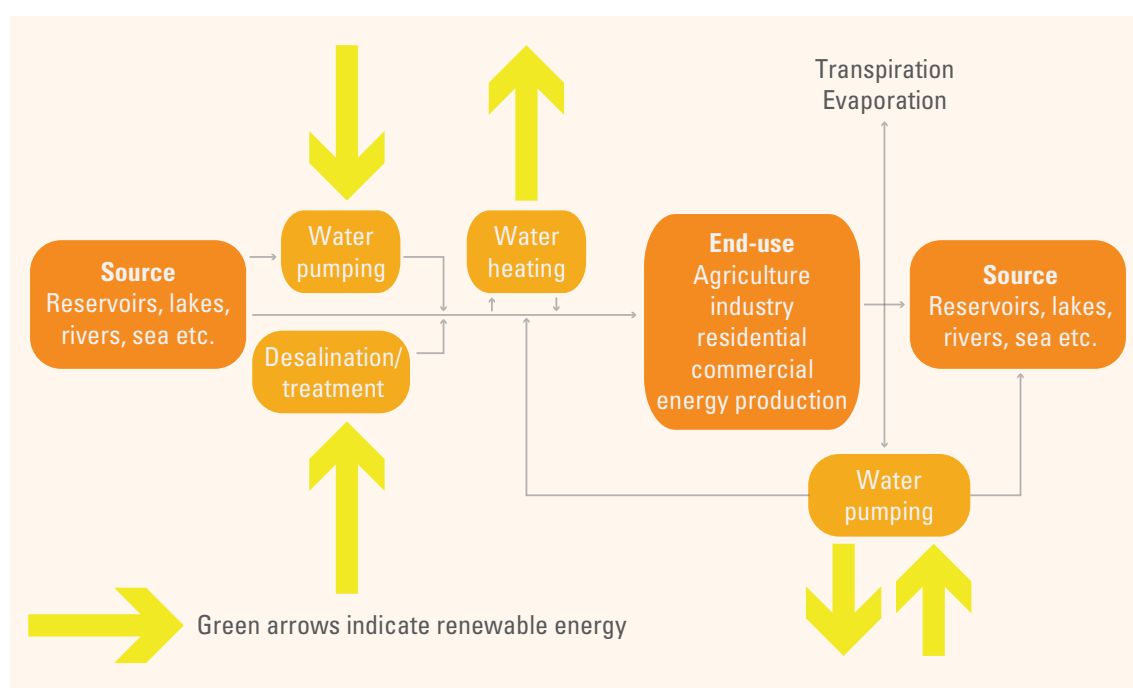 Transpiration
Evaporation
Water
pumping
Water
heating
Source
Reservoirs, lakes,
rivers, sea etc.
Desalination/
treatment
End-use
Agriculture
industry
residential
commercial
energy production
Source
Reservoirs, lakes,
rivers, sea etc.
Water
pumping
Green arrows indicate renewable energy